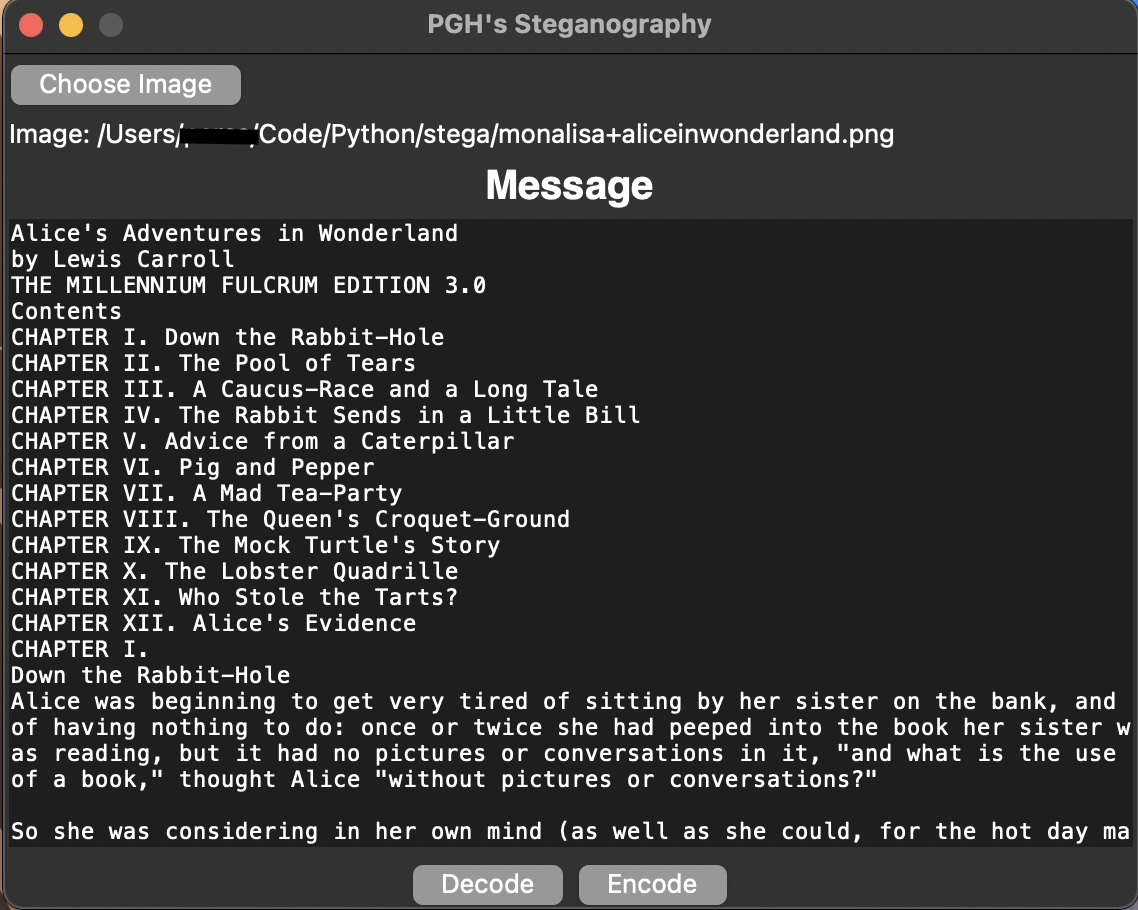 PGH's Steganography
Choose Image
Image: /Users/ /Code/Python/stega/monalisa+aliceinwonderland.png
Message
Alice's Adventures in Wonderland
by Lewis Carroll
THE MILLENNIUM FULCRUM EDITION 3.0
Contents
CHAPTER I. Down the Rabbit-Hole
CHAPTER II. The Pool of Tears
CHAPTER III. A Caucus-Race and a Long Tale
CHAPTER IV. The Rabbit Sends in a Little Bill
CHAPTER V. Advice from a Caterpillar
CHAPTER VI. Pig and Pepper
CHAPTER VII. A Mad Tea-Party
CHAPTER VIII. The Queen's Croquet-Ground
CHAPTER IX. The Mock Turtle's Story
CHAPTER X. The Lobster Quadrille
CHAPTER XI. Who Stole the Tarts?
CHAPTER XII. Alice's Evidence
CHAPTER I.
Down the Rabbit-Hole
Alice was beginning to get very tired of sitting by her sister on the bank, and
of having nothing to do: once or twice she had peeped into the book her sister w
as reading, but it had no pictures or conversations in it, "and what is the use
of a book," thought Alice "without pictures or conversations?"
So she was considering in her own mind (as well as she could, for the hot day ma
Decode Encode